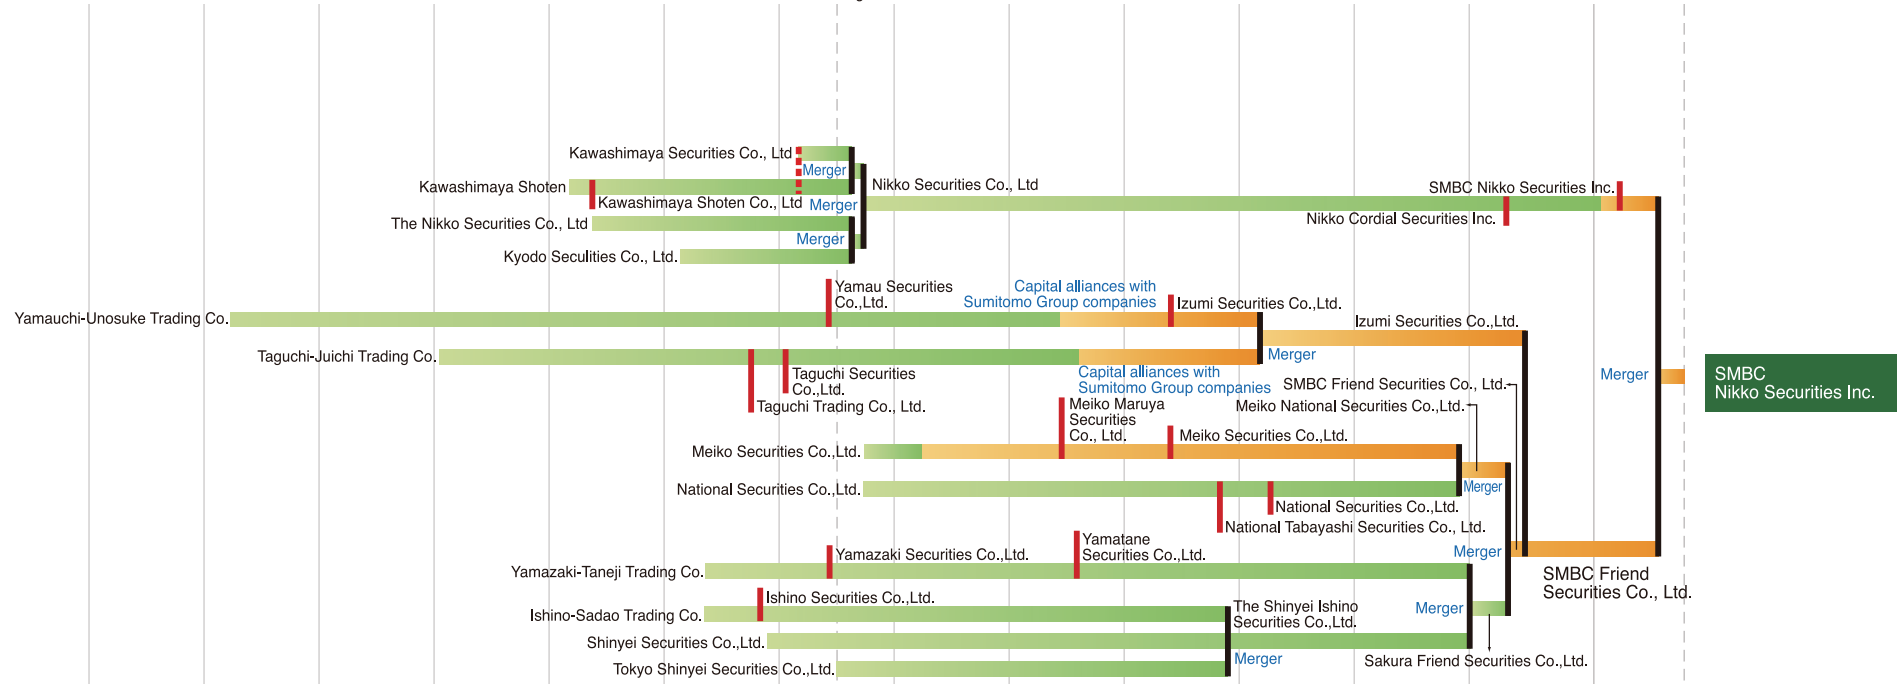 Kawashimaya Securities Co., Ltd
Merger
Kawashimaya Shoten
Kawashimaya Shoten Co., Ltd
Merger
Nikko Securities Co., Ltd
The Nikko Securities Co., Ltd
Merger
Kyodo Seculities Co., Ltd.
SMBC Nikko Securities Inc.
Nikko Cordial Securities Inc.
Yamau Securities
Co.,Ltd.
Capital alliances with
Sumitomo Group companies
Izumi Securities Co.,Ltd.
Izumi Securities Co.,Ltd.
Yamauchi-Unosuke Trading Co.
Taguchi-Juichi Trading Co.
Merger
Taguchi Securities
Co.,Ltd.
Taguchi Trading Co., Ltd.
Capital alliances with
Sumitomo Group companies
SMBC Friend Securities Co., Ltd.
Merger
SMBC
Nikko Securities Inc.
Meiko Maruya
Securities
Co., Ltd.
Meiko National Securities Co.,Ltd.
Meiko Securities Co.,Ltd.
Meiko Securities Co.,Ltd.
National Securities Co.,Ltd.
Merger
National Securities Co.,Ltd.
National Tabayashi Securities Co., Ltd.
Yamatane
Securities Co.,Ltd.
Yamazaki Securities Co.,Ltd.
Merger
Yamazaki-Taneji Trading Co.
SMBC Friend
Securities Co., Ltd.
Ishino Securities Co.,Ltd.
Ishino-Sadao Trading Co.
The Shinyei Ishino
Securities Co.,Ltd.
Merger
Shinyei Securities Co.,Ltd.
Merger
Sakura Friend Securities Co.,Ltd.
Tokyo Shinyei Securities Co.,Ltd.